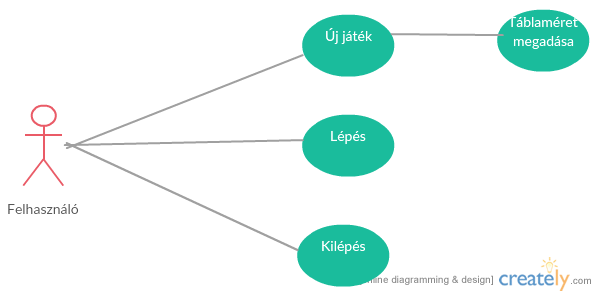 Új játék
Táblaméret
megadása
Lépés
Felhasználó
Kilépés
nline diagramming & design] creately.com